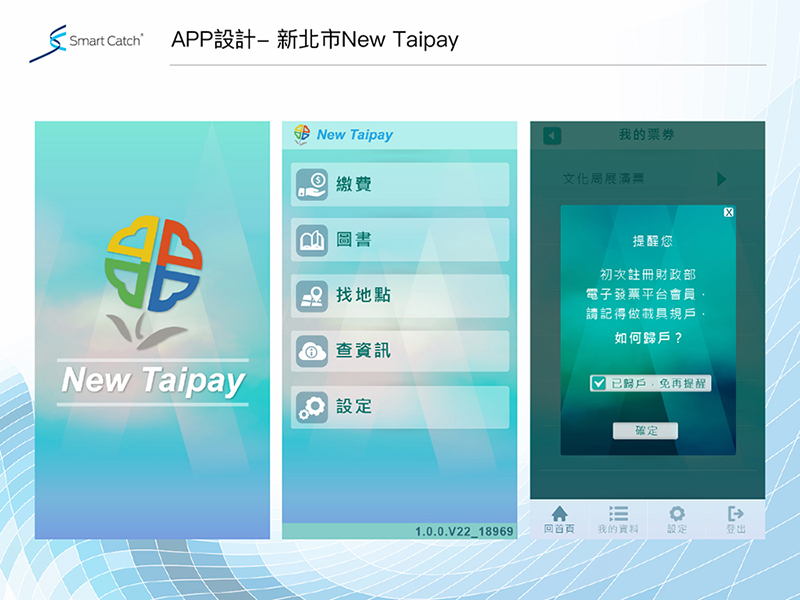 Smart Catch®
APP設計– 新北市New Taipay
New Taipay
New Taipay
繳費
圖書
找地點
查資訊
設定
1.0.0.V22_18969
我的票券
文化局展演票
X
提醒您
初次註冊財政部
電子發票平台會員，
請記得做載具規戶，
如何歸戶？
已歸戶，免再提醒
確定
回首頁
我的資料
設定
登出